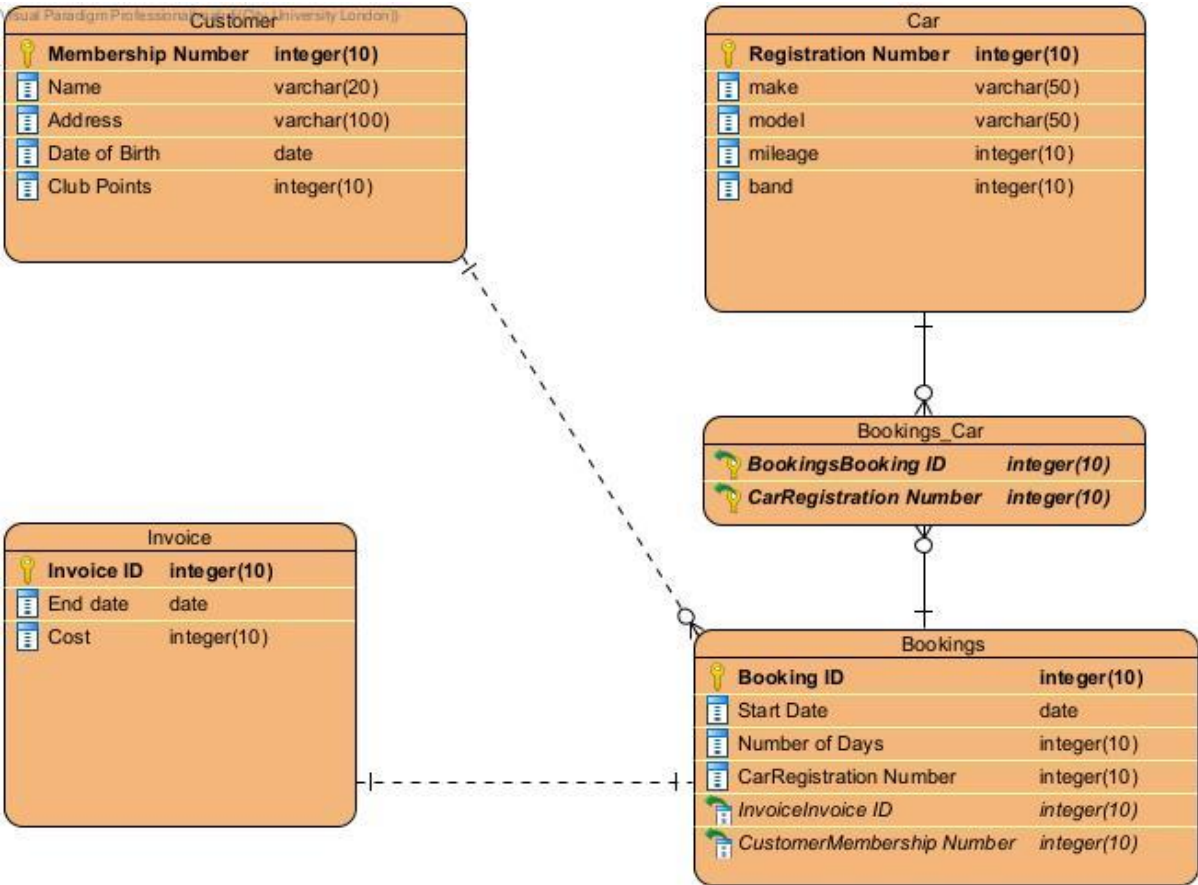 Customer
Membership Number integer(10)
Name varchar(20)
Address varchar(100)
Date of Birth date
Club Points integer(10)
Car
Registration Number integer(10)
make varchar(50)
model varchar(50)
mileage integer(10)
band integer(10)
Bookings_Car
BookingsBooking ID integer(10)
CarRegistration Number integer(10)
Invoice
Invoice ID integer(10)
End date date
Cost integer(10)
Bookings
Booking ID integer(10)
Start Date date
Number of Days integer(10)
CarRegistration Number integer(10)
InvoiceInvoice ID integer(10)
CustomerMembership Number integer(10)